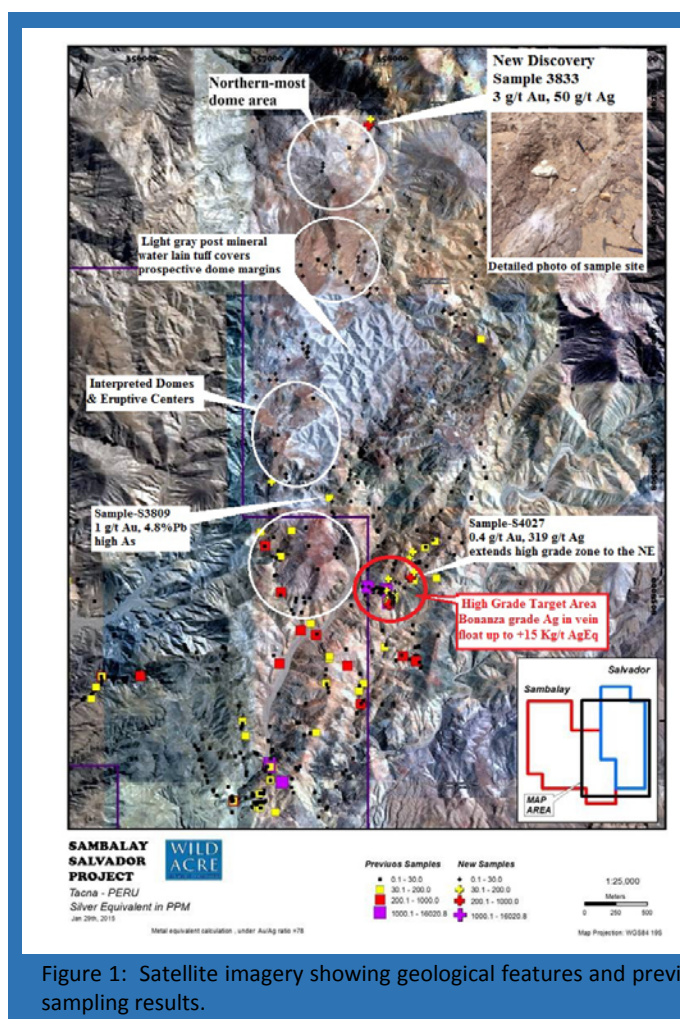 N
357000
Northern-most
dome area
New Discovery
Sample 3833
3 g/t Au, 50 g/t Ag
Detailed photo of sample site
Light gray post mineral
water lain tuff covers
prospective dome margins
Interpreted Domes
& Eruptive Centers
Sample-S3809
1 g/t Au, 4.8%Pb
high As
Sample-S4027
0.4 g/t Au, 319 g/t Ag
extends high grade zone to the NE
High Grade Target Area
Bonanza grade Ag in vein
float up to +15 Kg/t AgEq
Salvador
Sambalay
MAP
AREA
SAMBALAY
SALVADOR
PROJECT
Tacna - PERU
Silver Equivalent in PPM
Jan 29th, 2015
WILD
ACRE
Metal equivalent calculation , under Au/Ag ratio =78
Previuos Samples New Samples
0.1 - 30.0 0.1 - 30.0
30.1 - 200.0 30.1 - 200.0
200.1 - 1000.0 200.1 - 1000.0
1000.1 - 16020.8 1000.1 - 16020.8
1:25,000
Meters
0 250 500
Map Projection: WGS84 19S
Figure 1: Satellite imagery showing geological features and previ
sampling results.